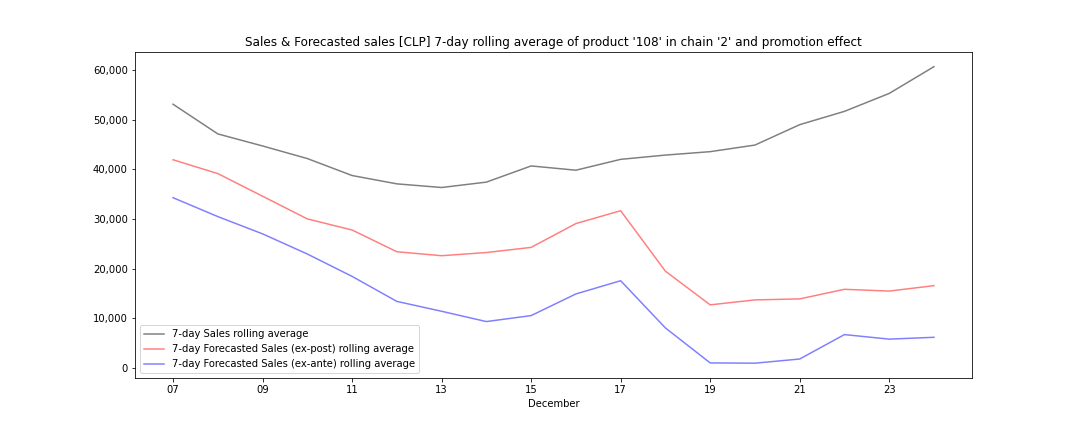 Sales & Forecasted sales [CLP] 7-day rolling average of product '108' in chain '2' and promotion effect
60,000
50,000
40,000
30,000
20,000
10,000
0
7-day Sales rolling average
7-day Forecasted Sales (ex-post) rolling average
7-day Forecasted Sales (ex-ante) rolling average
07 09 11 13 15 17 19 21 23
December